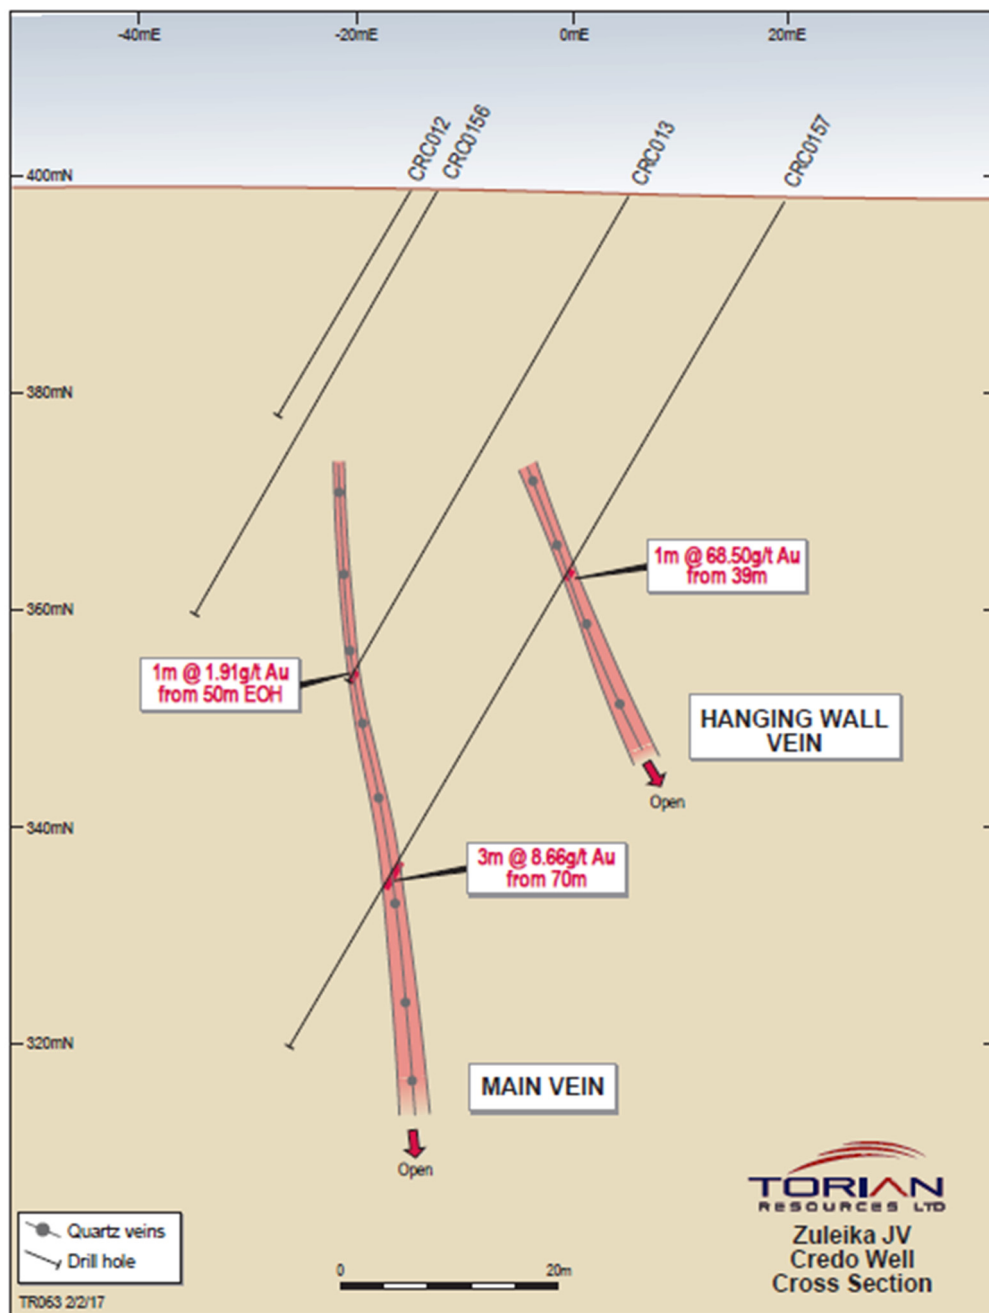 -40mE
-20mE
0mE
20mE
CRC012
CRC0156
CRC013
CRC0157
400mN
380mN
360mN
340mN
320mN
1m @ 68.50g/t Au
from 39m
1m @ 1.91g/t Au
from 50m EOH
HANGING WALL
VEIN
Open
3m @ 8.66g/t Au
from 70m
MAIN VEIN
Open
TORIAN
RESOURCES LTD
Zuleika JV
Credo Well
Cross Section
Quartz veins
Drill hole
0
20m
TR063 2/2/17